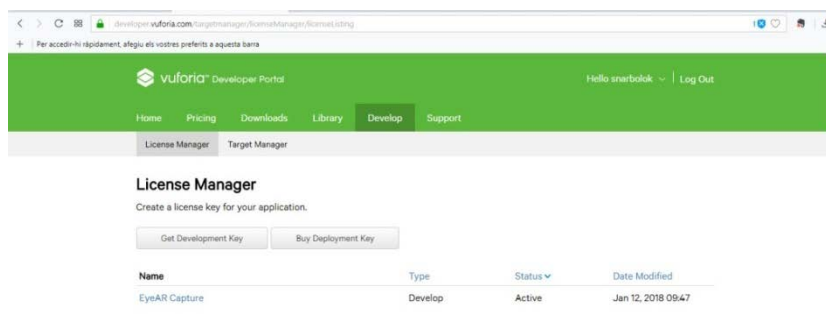 developer.vuforia.com/targetmanager/licenseManager/licenseListing
Per accedir-hi ràpidament, afegiu els vostres preferits a aquesta barra
vuforia™ Developer Portal
Hello snarbolok | Log Out
Home Pricing Downloads Library Develop Support
License Manager Target Manager
License Manager
Create a license key for your application.
Get Development Key Buy Deployment Key
Name Type Status Date Modified
EyeAR Capture Develop Active Jan 12, 2018 09:47